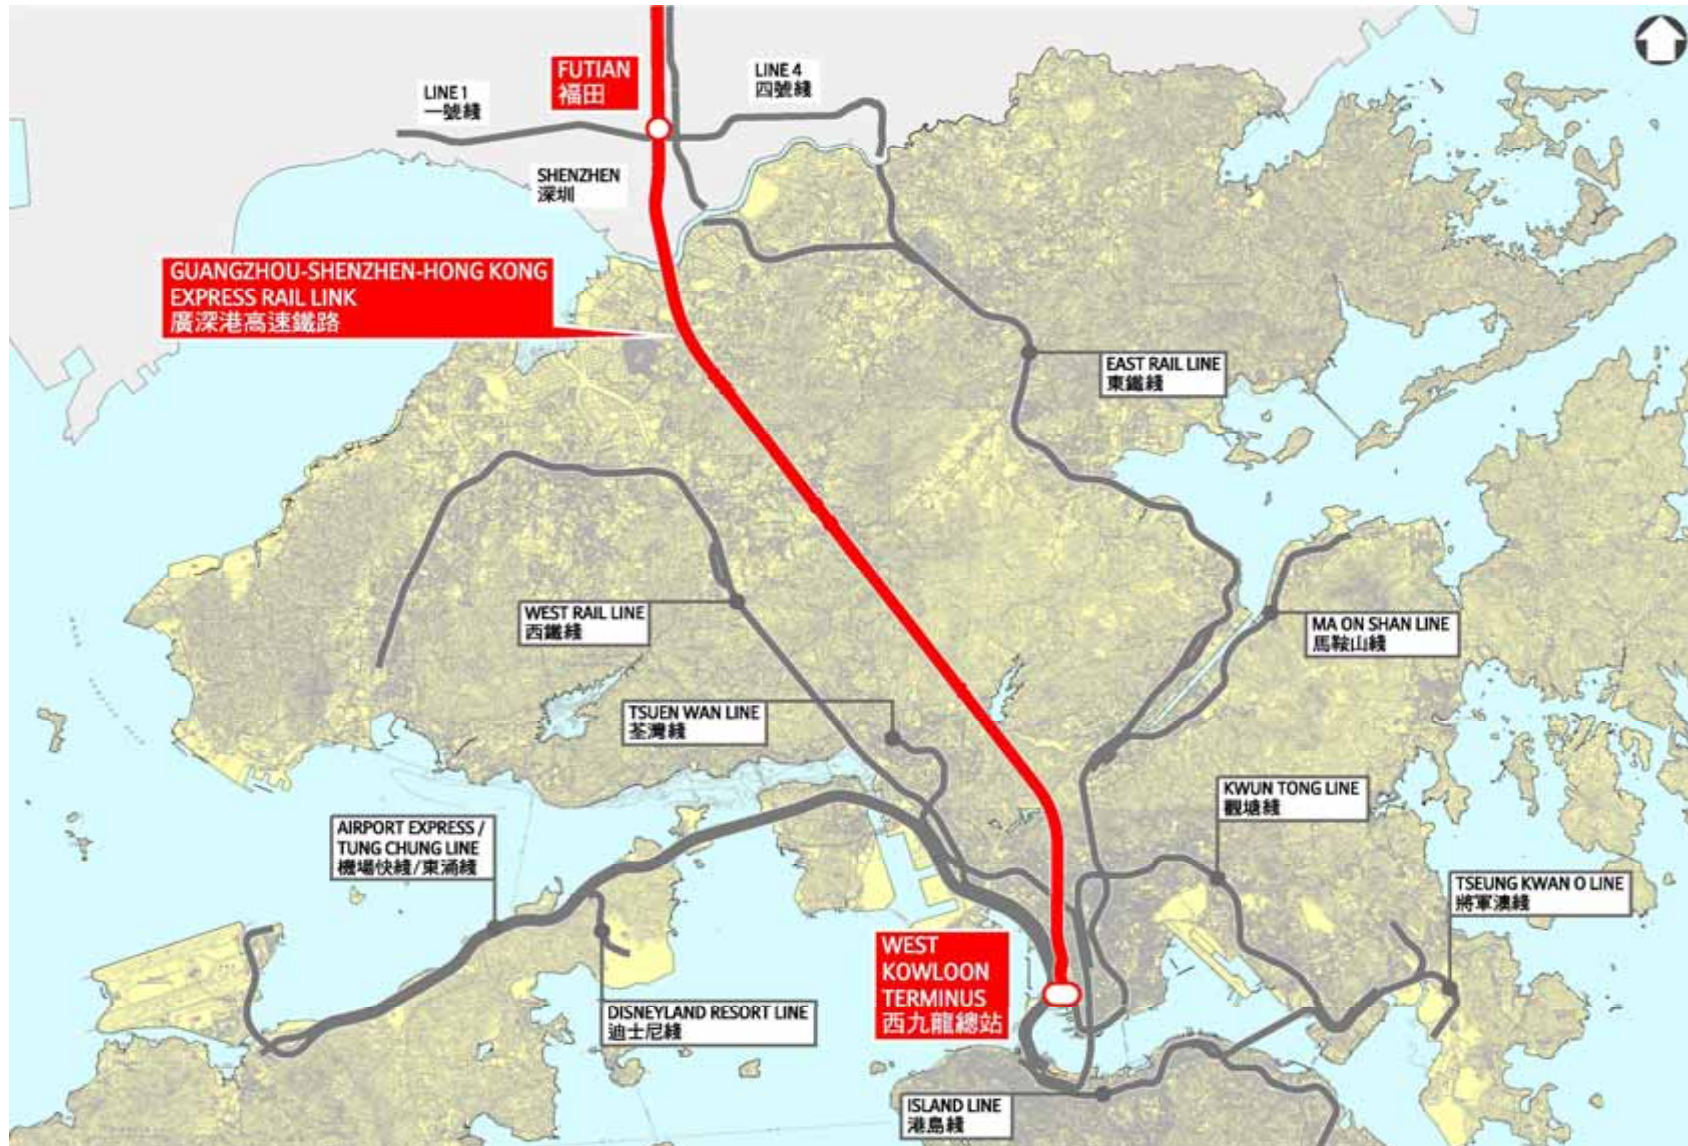 FUTIAN
福田
LINE 4
四號綫
LINE 1
一號綫
SHENZHEN
深圳
GUANGZHOU-SHENZHEN-HONG KONG
EXPRESS RAIL LINK
廣深港高速鐵路
EAST RAIL LINE
東鐵綫
WEST RAIL LINE
西鐵綫
MA ON SHAN LINE
馬鞍山綫
TSUEN WAN LINE
荃灣綫
KWUN TONG LINE
觀塘綫
AIRPORT EXPRESS /
TUNG CHUNG LINE
機場快綫/東涌綫
TSEUNG KWAN O LINE
將軍澳綫
WEST
KOWLOON
TERMINUS
西九龍總站
DISNEYLAND RESORT LINE
迪士尼綫
ISLAND LINE
港島綫